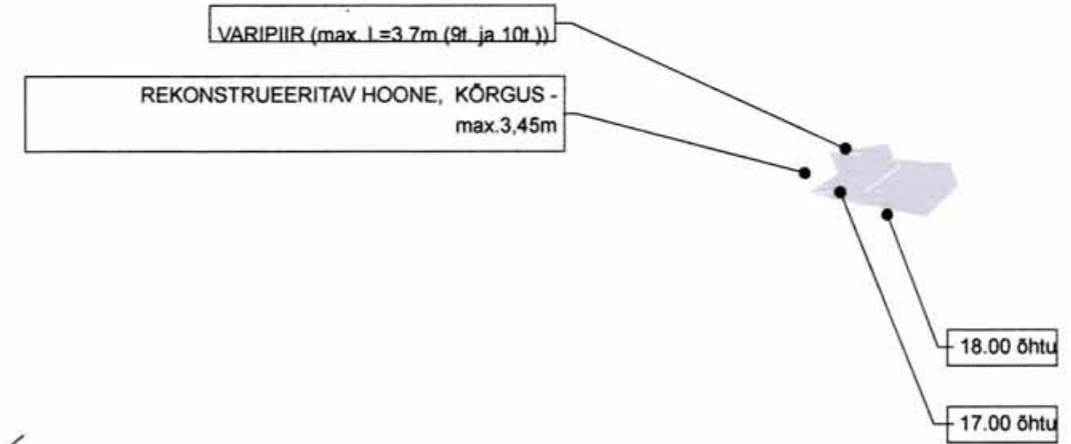 VARIPIIR (max. L=3.7m (9t. ja 10t.))
REKONSTRUEERITAV HOONE, KÕRGUS -
max.3,45m
18.00 õhtu
17.00 õhtu